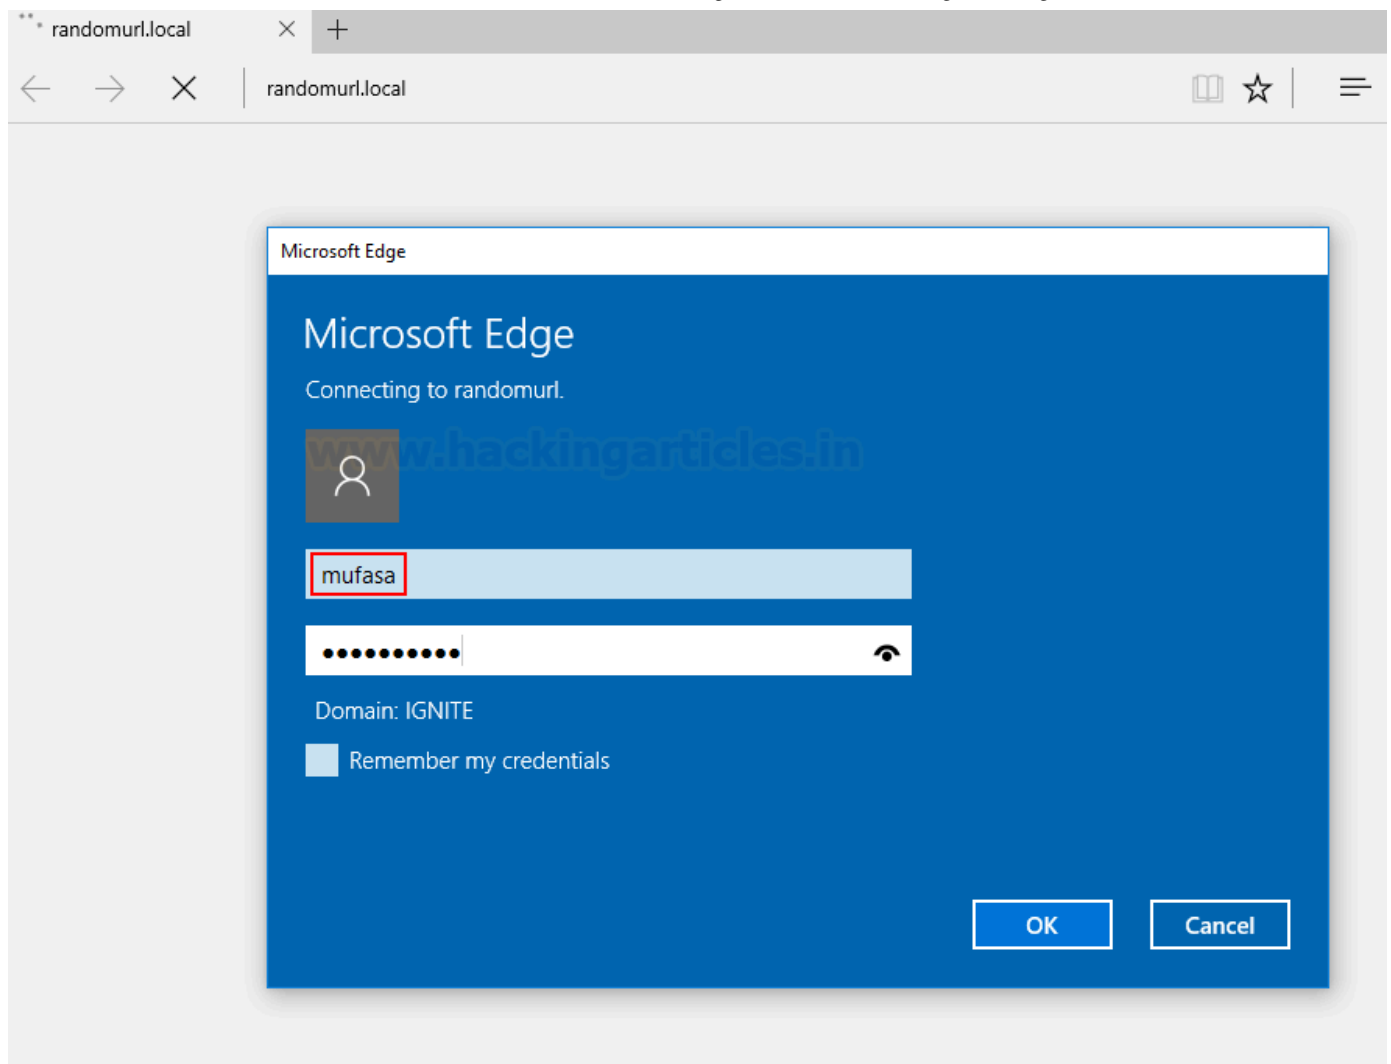 randomurl.local
randomurl.local
Microsoft Edge
Microsoft Edge
Connecting to randomurl.
www.hackingarticles.in
mufasa
••••••••••
Domain: IGNITE
Remember my credentials
OK Cancel